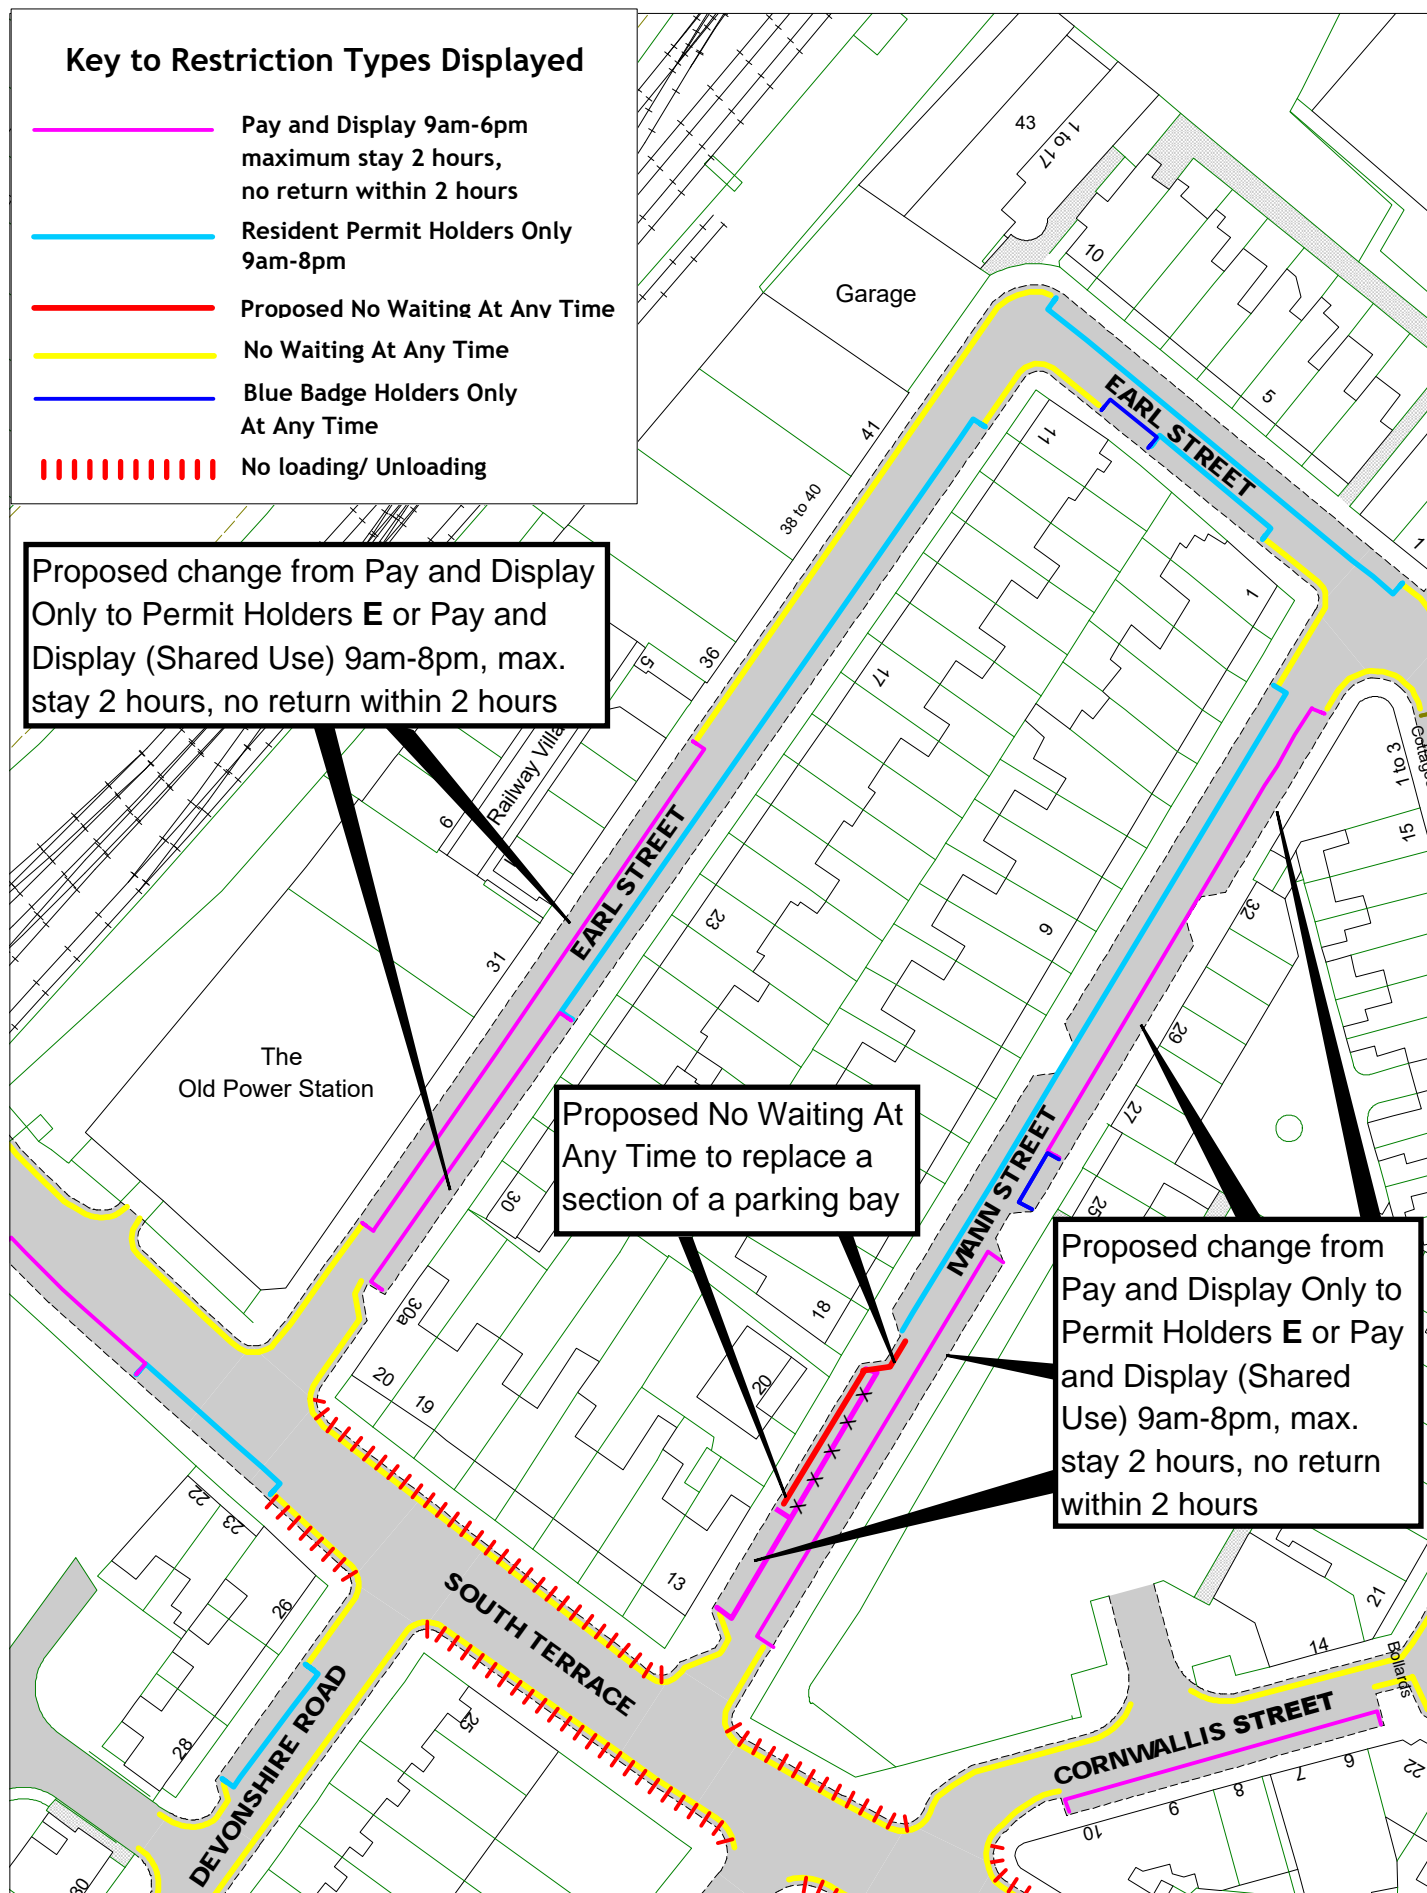 Key to Restriction Types Displayed
Pay and Display 9am-6pm
maximum stay 2 hours,
no return within 2 hours
Resident Permit Holders Only
9am-8pm
Proposed No Waiting At Any Time
No Waiting At Any Time
Blue Badge Holders Only
At Any Time
No loading/ Unloading
43
1 to 17
10
Garage
5
EARL STREET
41
11
38 to 40
1
1
Proposed change from Pay and Display
Only to Permit Holders E or Pay and
Display (Shared Use) 9am-8pm, max.
stay 2 hours, no return within 2 hours
5
36
17
Railway Villa
6
1 to 3
Cottage
15
EARL STREET
31
23
9
32
29
The
Old Power Station
27
Proposed No Waiting At
Any Time to replace a
section of a parking bay
MANN STREET
25
30
30a
18
20
19
20
Proposed change from
Pay and Display Only to
Permit Holders E or Pay
and Display (Shared
Use) 9am-8pm, max.
stay 2 hours, no return
within 2 hours
X
X
X
X
X
22
23
26
13
SOUTH TERRACE
21
14
Bollards
DEVONSHIRE ROAD
28
25
CORNWALLIS STREET
6
7
8
9
10
22
30